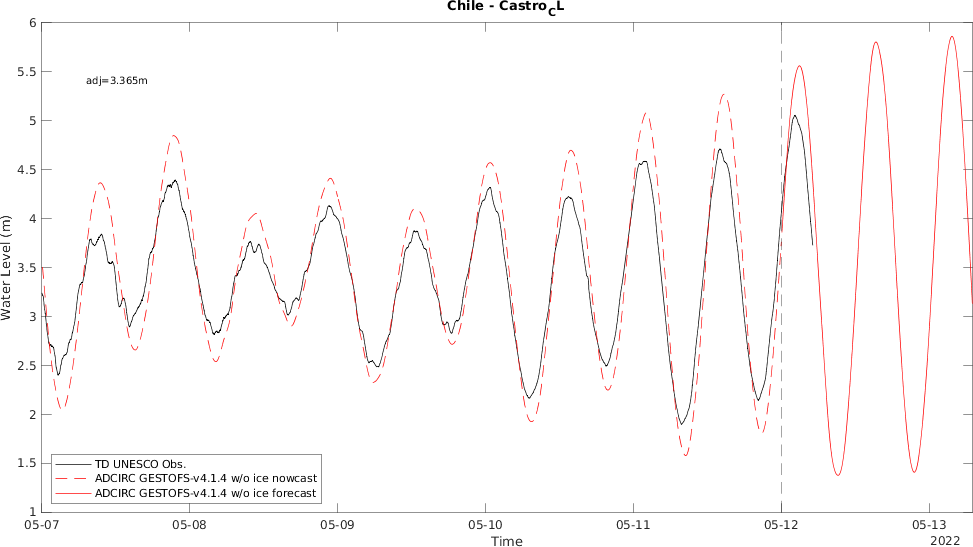 Chile - CastroCL
6
5.5
5
4.5
4
3.5
3
2.5
2
1.5
1
Water Level (m)
adj=3.365m
TD UNESCO Obs.
ADCIRC GESTOFS-v4.1.4 w/o ice nowcast
ADCIRC GESTOFS-v4.1.4 w/o ice forecast
05-07 05-08 05-09 05-10 05-11 05-12 05-13
Time
2022